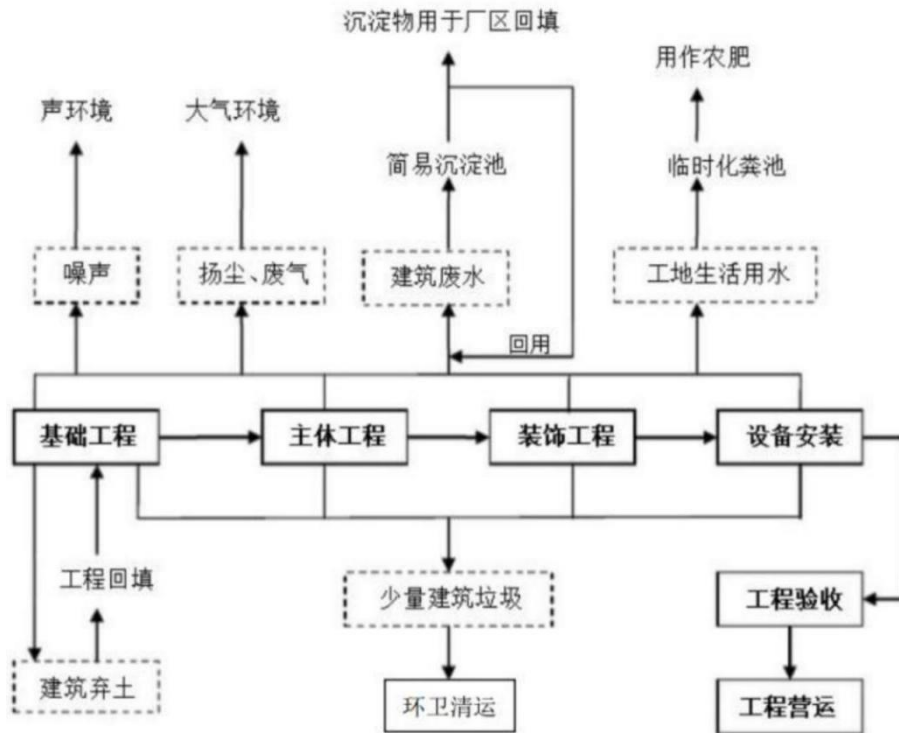 沉淀物用于厂区回填
用作农肥
声环境
大气环境
简易沉淀池
临时化粪池
噪声
扬尘、废气
建筑废水
工地生活用水
回用
基础工程
主体工程
装饰工程
设备安装
工程回填
少量建筑垃圾
工程验收
建筑弃土
环卫清运
工程营运